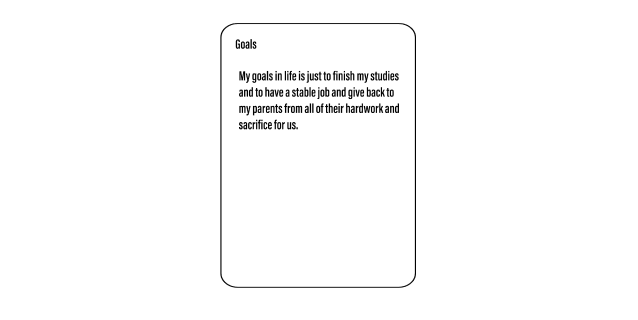 Goals
My goals in life is just to finish my studies
and to have a stable job and give back to
my parents from all of their hardwork and
sacrifice for us.